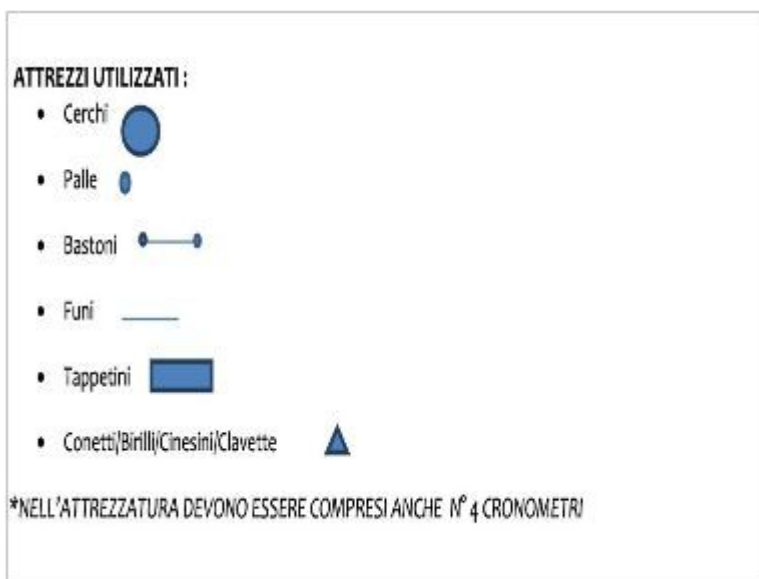 ATTREZZI UTILIZZATI :
• Cerchi
• Palle
• Bastoni
• Funi
• Tappetini
• Conetti/Birilli/Cinesini/Clavette
*NELL'ATTREZZATURA DEVONO ESSERE COMPRESI ANCHE N° 4 CRONOMETRI